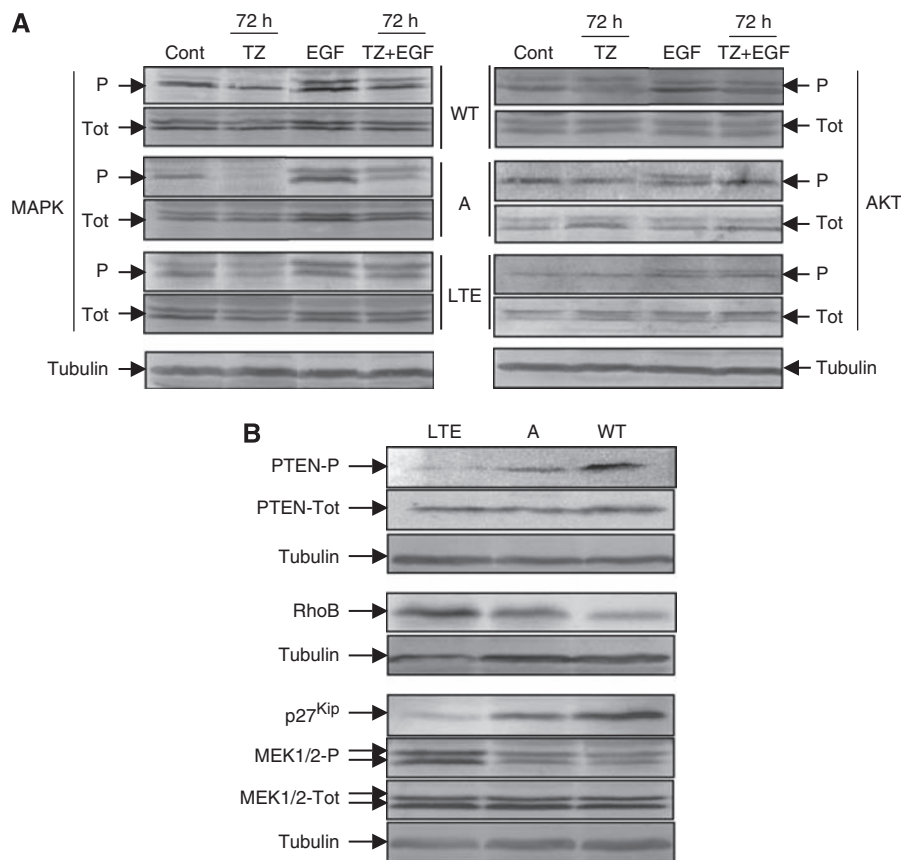 A
72 h 72 h 72 h 72 h
Cont TZ EGF TZ+EGF Cont TZ EGF TZ+EGF
P P
WT
Tot Tot
MAPK
P P
A AKT
Tot Tot
P P
LTE
Tot Tot
Tubulin Tubulin
B
LTE A WT
PTEN-P
PTEN-Tot
Tubulin
RhoB
Tubulin
p27Kip
MEK1/2-P
MEK1/2-Tot
Tubulin